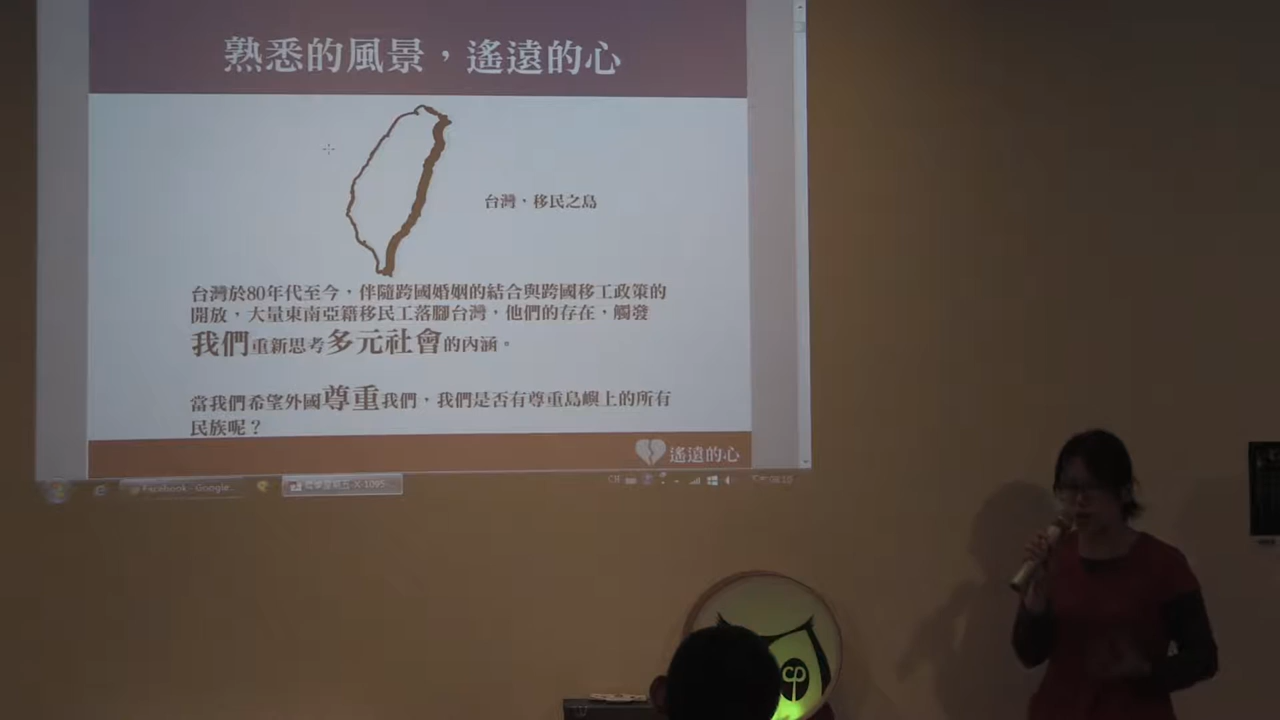 熟悉的風景，遙遠的心
台灣，移民之島
台灣於80年代至今，伴隨跨國婚姻的結合與跨國移工政策的
開放，大量東南亞籍移民工落腳台灣，他們的存在，觸發
我們重新思考多元社會的內涵。
當我們希望外國尊重我們，我們是否有尊重島嶼上的所有
民族呢？
遙遠的心
Facebook - Google
CH